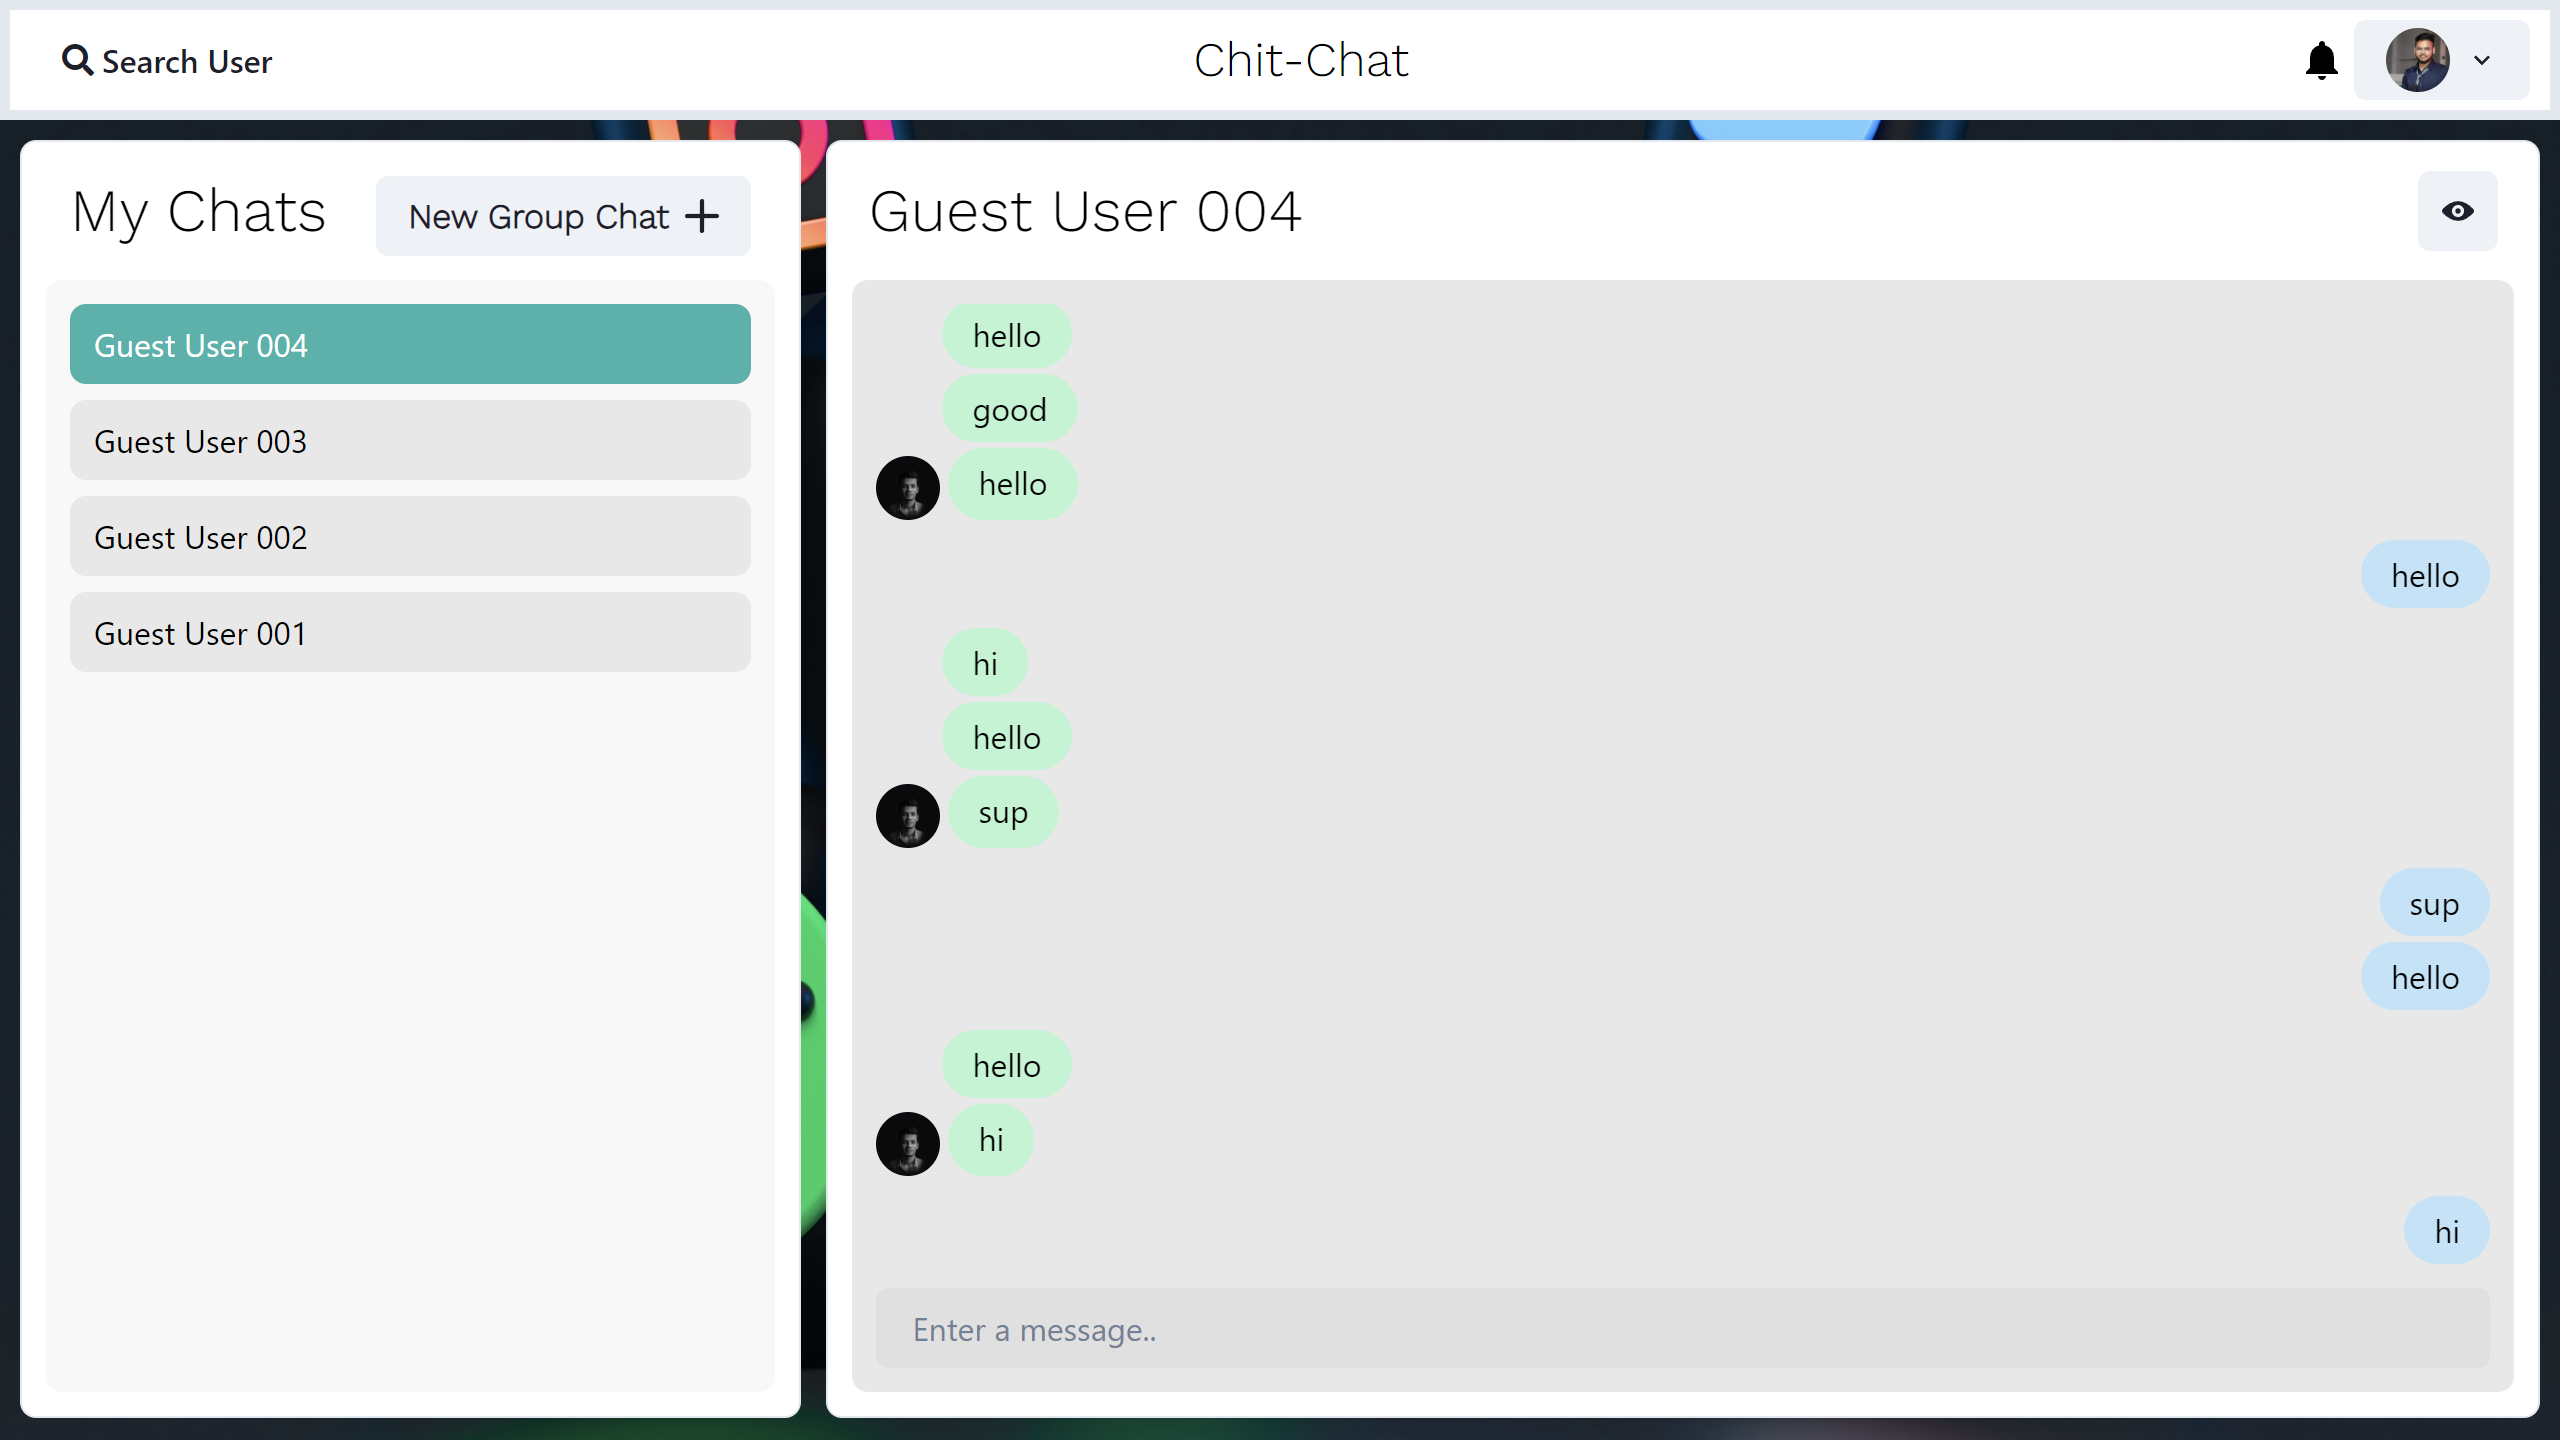 Search User
Chit-Chat
My Chats
New Group Chat
Guest User 004
Guest User 003
Guest User 002
Guest User 001
Guest User 004
hello
good
hello
hello
hi
hello
sup
sup
hello
hello
hi
hi
Enter a message..